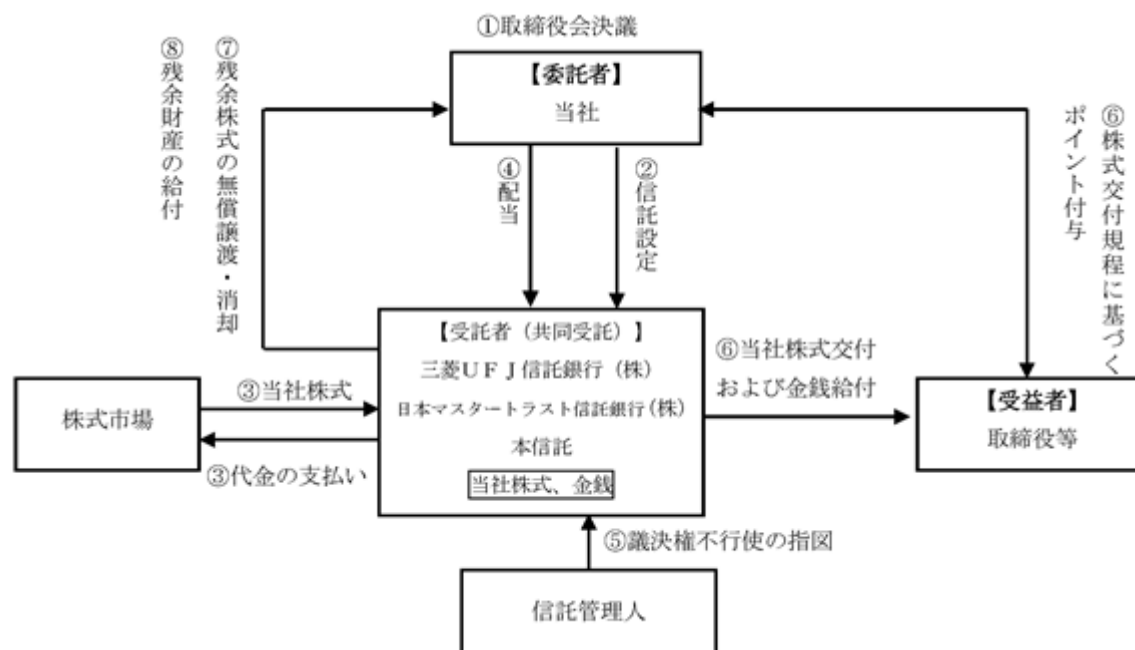 ①取締役会決議
【委託者】
当社
⑧残余財産の給付
⑦残余株式の無償譲渡・消却
④配当
②信託設定
⑥株式交付規程に基づく
ポイント付与
【受託者（共同受託）】
三菱ＵＦＪ信託銀行（株）
日本マスタートラスト信託銀行（株）
本信託
当社株式、金銭
株式市場
③当社株式
③代金の支払い
⑥当社株式交付
および金銭給付
【受益者】
取締役等
⑤議決権不行使の指図
信託管理人